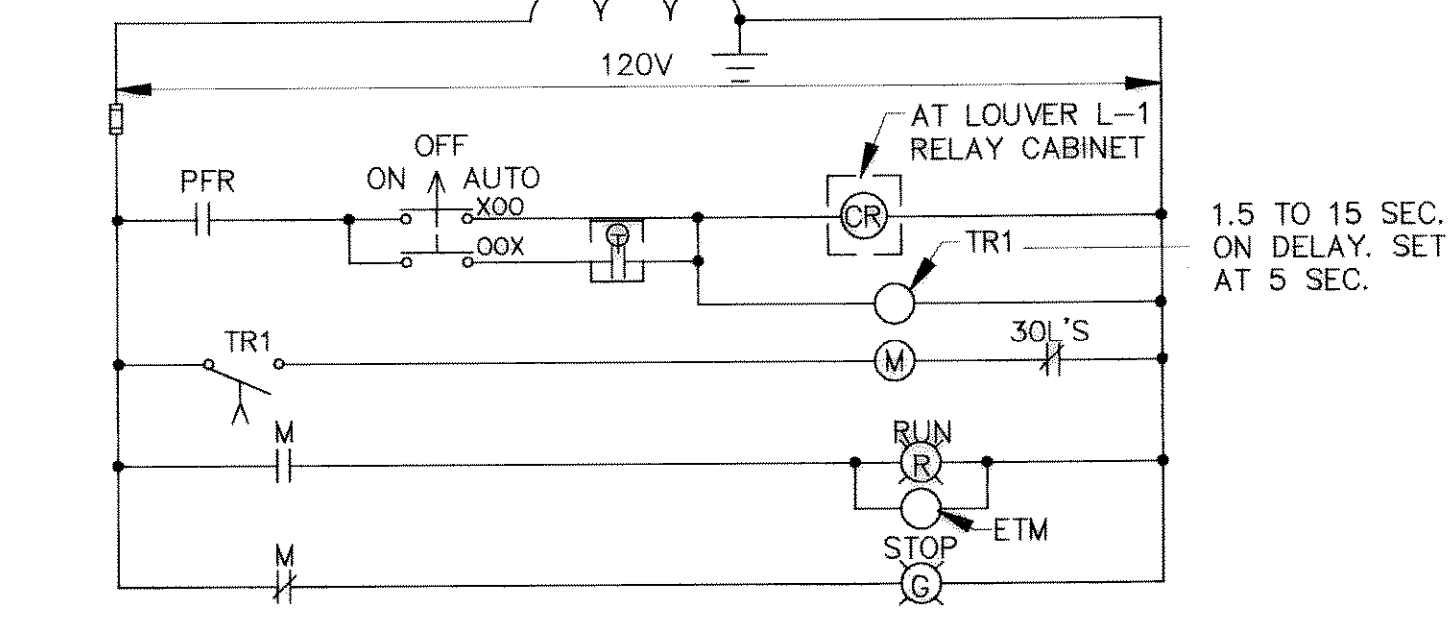 120V
AT LOUVER L-1
RELAY CABINET
OFF
ON AUTO
PFR
XOO
OOX
T
CR
TR1
1.5 TO 15 SEC.
ON DELAY. SET
AT 5 SEC.
TR1
3OL'S
M
M
RUN
R
ETM
M
STOP
G